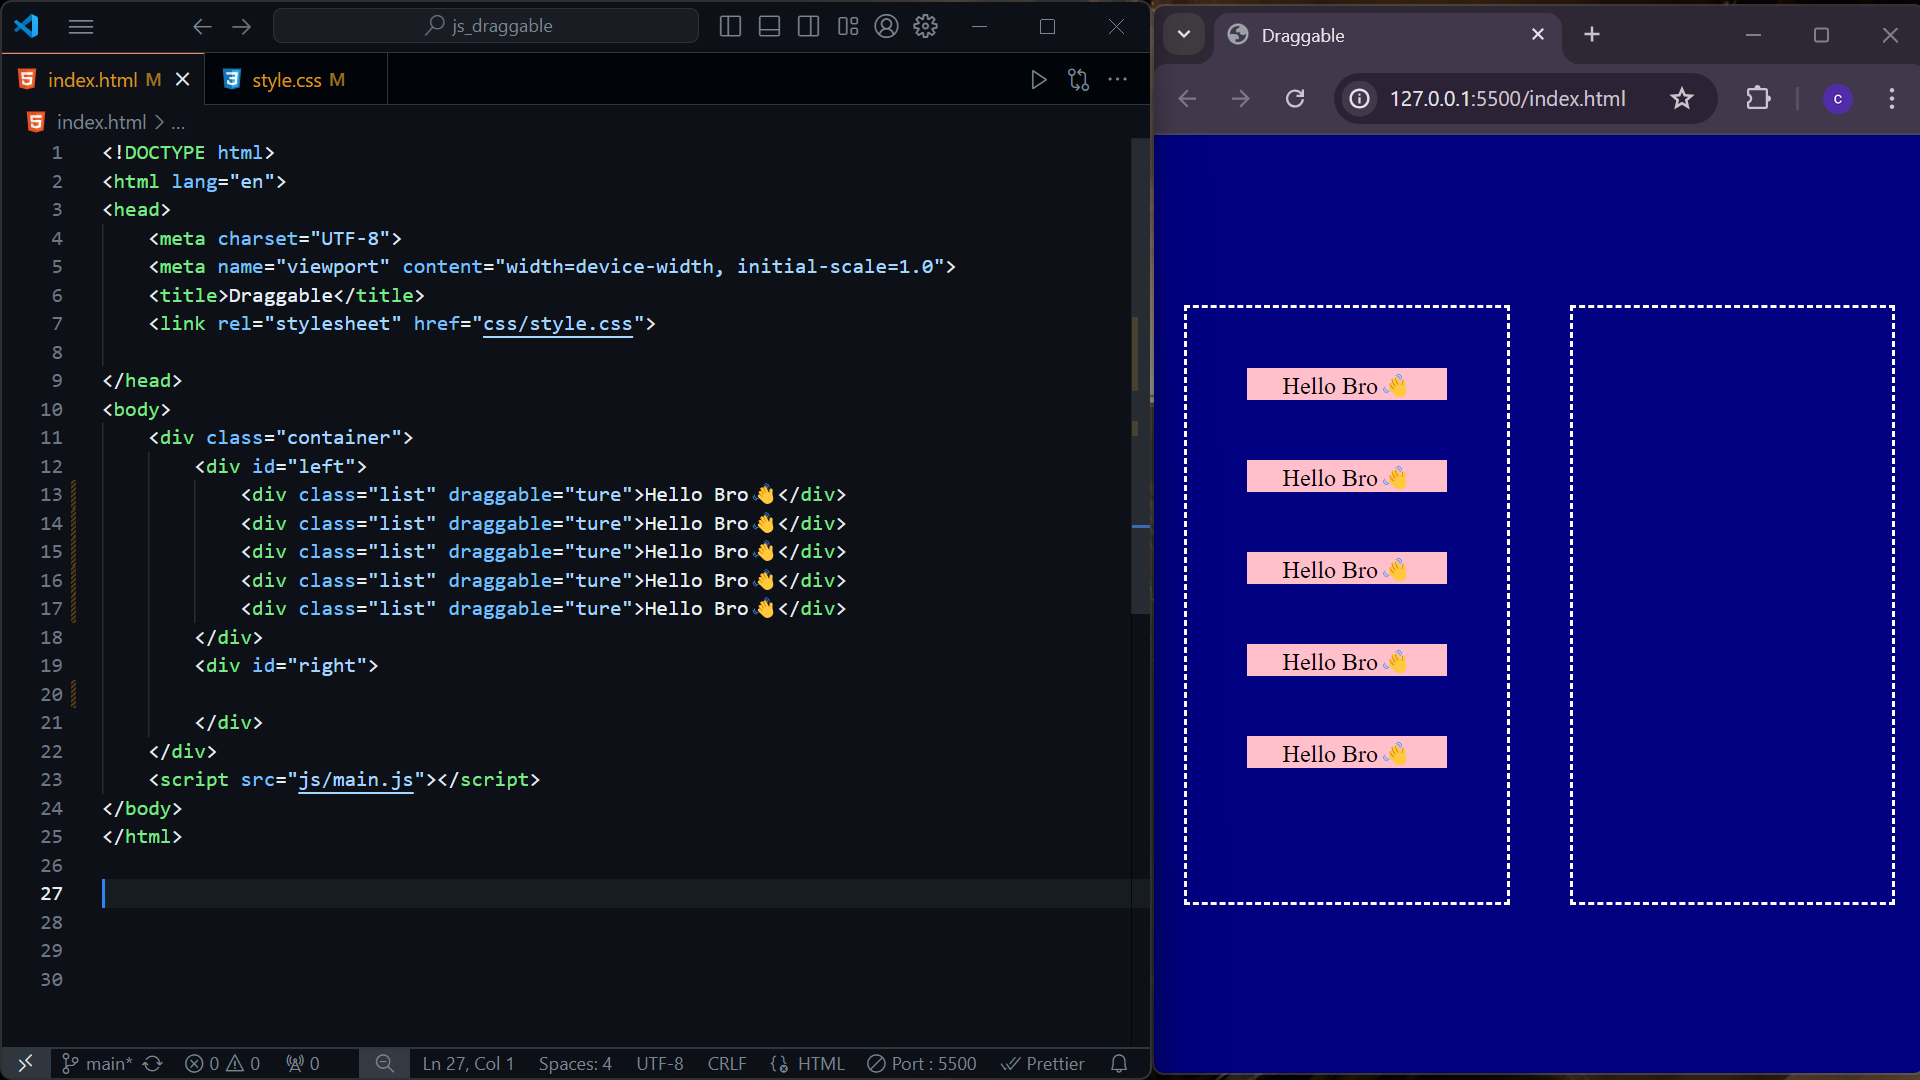 js_draggable
index.html M
style.css M
index.html > ...
1 <!DOCTYPE html>
2 <html lang="en">
3 <head>
4 <meta charset="UTF-8">
5 <meta name="viewport" content="width=device-width, initial-scale=1.0">
6 <title>Draggable</title>
7 <link rel="stylesheet" href="css/style.css">
8
9 </head>
10 <body>
11 <div class="container">
12 <div id="left">
13 <div class="list" draggable="ture">Hello Bro👋</div>
14 <div class="list" draggable="ture">Hello Bro👋</div>
15 <div class="list" draggable="ture">Hello Bro👋</div>
16 <div class="list" draggable="ture">Hello Bro👋</div>
17 <div class="list" draggable="ture">Hello Bro👋</div>
18 </div>
19 <div id="right">
20
21 </div>
22 </div>
23 <script src="js/main.js"></script>
24 </body>
25 </html>
26
27
28
29
30
main* 0 0 0 Ln 27, Col 1 Spaces: 4 UTF-8 CRLF HTML Port : 5500 Prettier
Draggable
127.0.0.1:5500/index.html
c
Hello Bro 👋
Hello Bro 👋
Hello Bro 👋
Hello Bro 👋
Hello Bro 👋